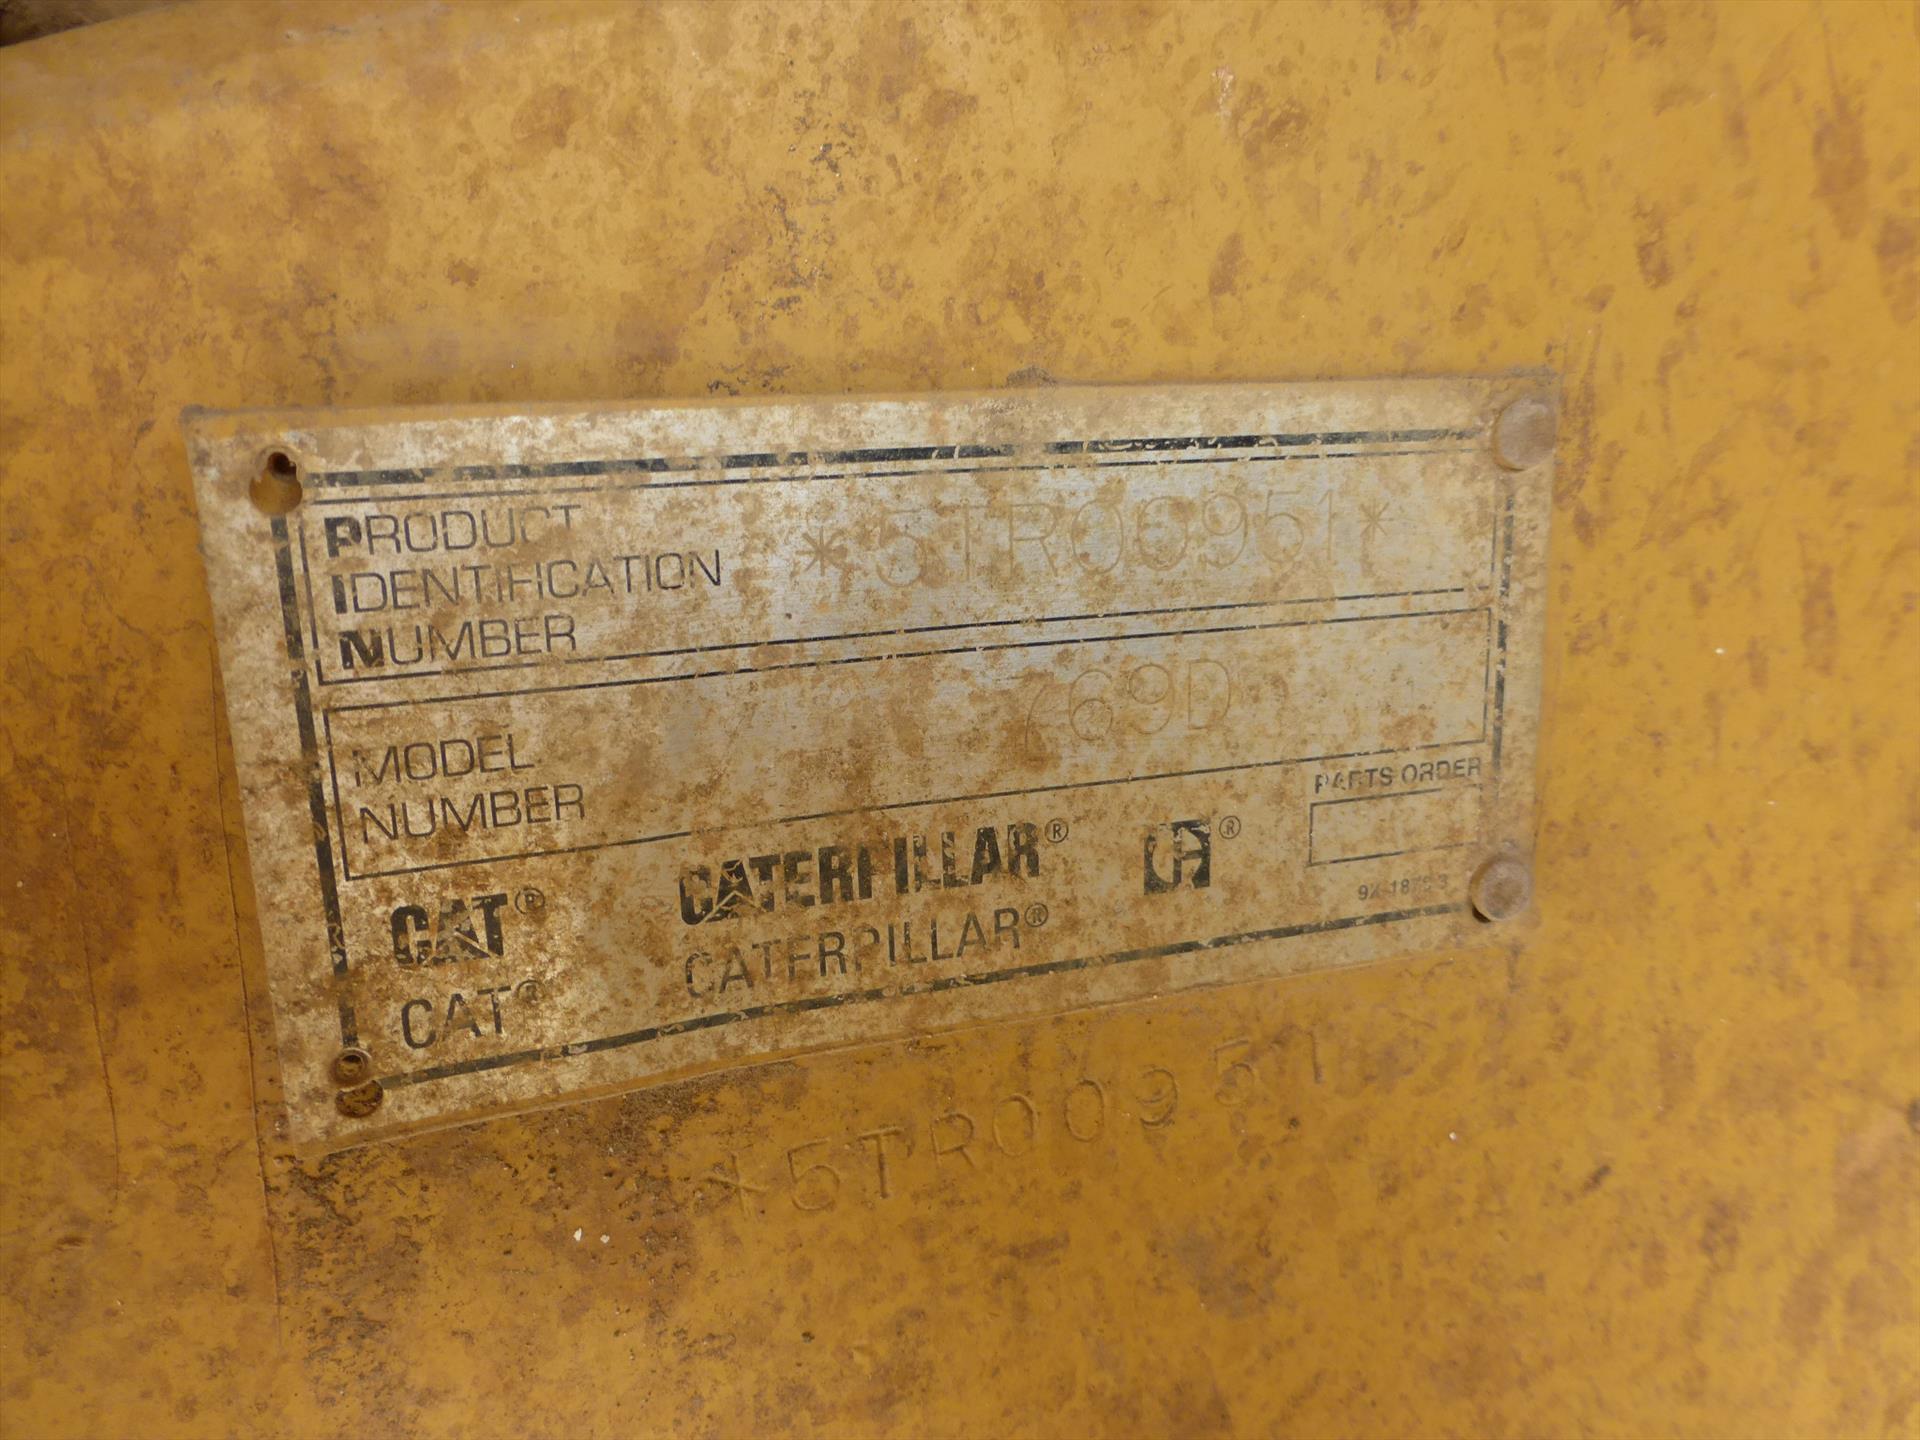 PRODUCT
IDENTIFICATION
NUMBER
*5TR00951*
MODEL
NUMBER
769D
PARTS ORDER
CAT® CATERPILLAR® ®
CAT® CATERPILLAR®
*5TR00951